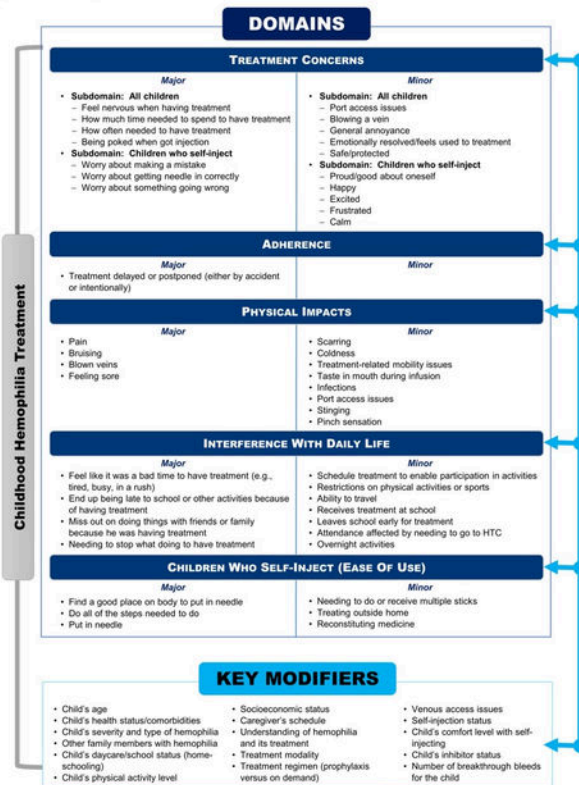 DOMAINS
TREATMENT CONCERNS
Major
• Subdomain: All children
– Feel nervous when having treatment
– How much time needed to spend to have treatment
– How often needed to have treatment
– Being poked when got injection
• Subdomain: Children who self-inject
– Worry about making a mistake
– Worry about getting needle in correctly
– Worry about something going wrong
Minor
• Subdomain: All children
– Port access issues
– Blowing a vein
– General annoyance
– Emotionally resolved/feels used to treatment
– Safe/protected
• Subdomain: Children who self-inject
– Proud/good about oneself
– Happy
– Excited
– Frustrated
– Calm
ADHERENCE
Major
• Treatment delayed or postponed (either by accident
or intentionally)
Minor
PHYSICAL IMPACTS
Major
• Pain
• Bruising
• Blown veins
• Feeling sore
Minor
• Scarring
• Coldness
• Treatment-related mobility issues
• Taste in mouth during infusion
• Infections
• Port access issues
• Stinging
• Pinch sensation
INTERFERENCE WITH DAILY LIFE
Major
• Feel like it was a bad time to have treatment (e.g.,
tired, busy, in a rush)
• End up being late to school or other activities because
of having treatment
• Miss out on doing things with friends or family
because he was having treatment
• Needing to stop what doing to have treatment
Minor
• Schedule treatment to enable participation in activities
• Restrictions on physical activities or sports
• Ability to travel
• Receives treatment at school
• Leaves school early for treatment
• Attendance affected by needing to go to HTC
• Overnight activities
CHILDREN WHO SELF-INJECT (EASE OF USE)
Major
• Find a good place on body to put in needle
• Do all of the steps needed to do
• Put in needle
Minor
• Needing to do or receive multiple sticks
• Treating outside home
• Reconstituting medicine
Childhood Hemophilia Treatment
KEY MODIFIERS
• Child's age
• Child's health status/comorbidities
• Child's severity and type of hemophilia
• Other family members with hemophilia
• Child's daycare/school status (home-
schooling)
• Child's physical activity level
• Socioeconomic status
• Caregiver's schedule
• Understanding of hemophilia
and its treatment
• Treatment modality
• Treatment regimen (prophylaxis
versus on demand)
• Venous access issues
• Self-injection status
• Child's comfort level with self-
injecting
• Child's inhibitor status
• Number of breakthrough bleeds
for the child